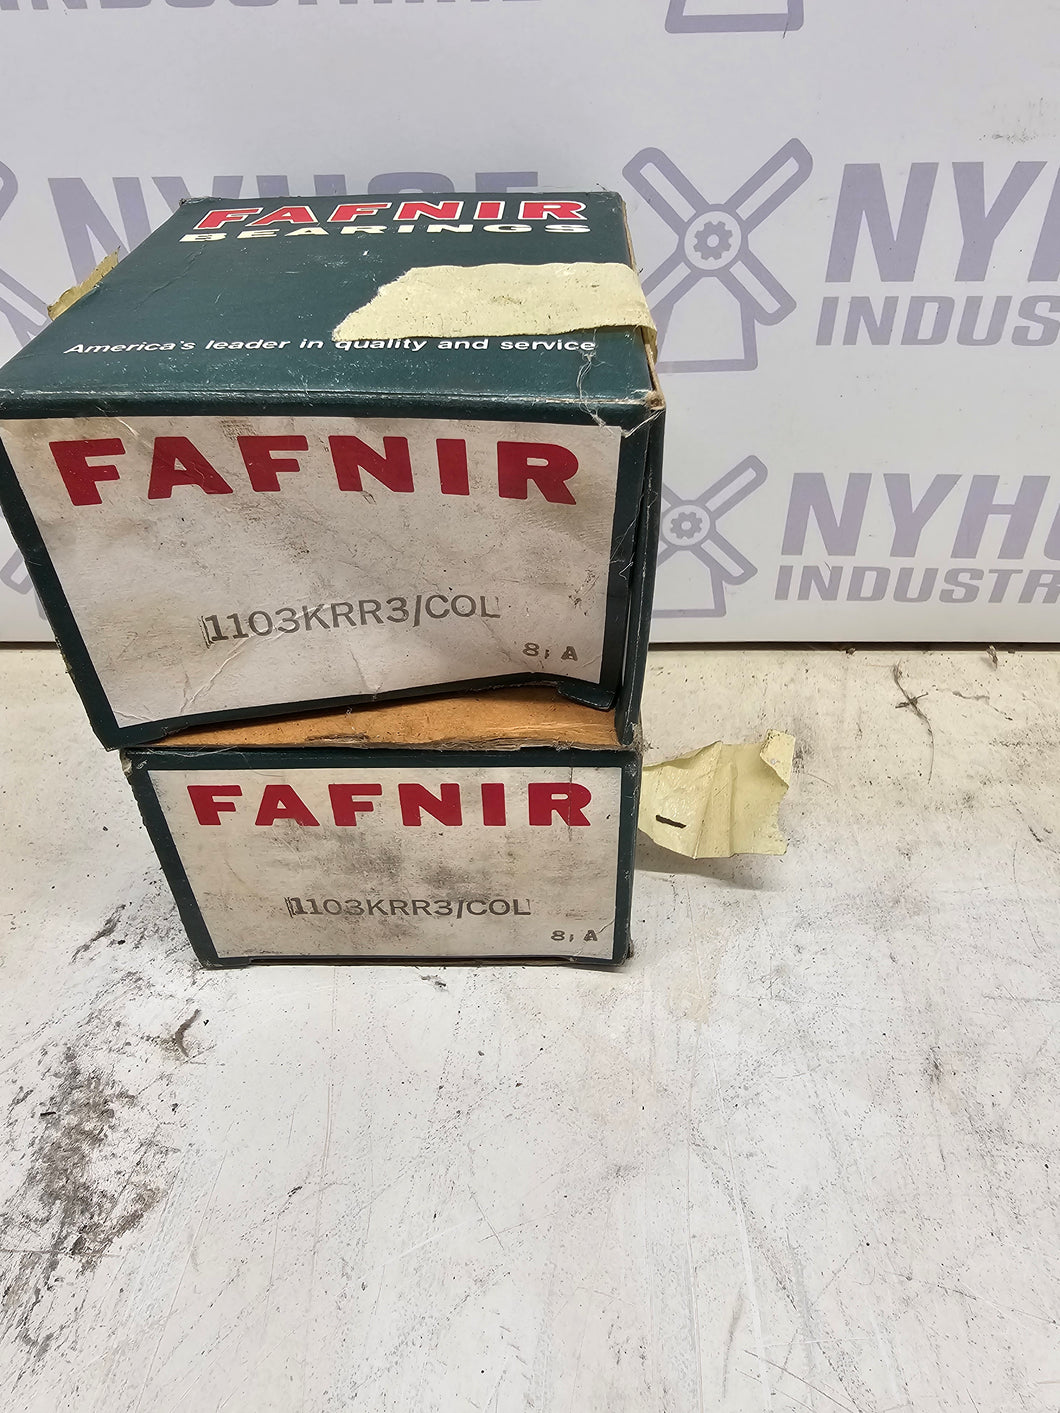 FAFNIR
BEARINGS
America's leader in quality and service
FAFNIR
1103KRR3/COL
8; A
FAFNIR
1103KRR3/COL
8; A
NYH
INDUS
NYH
INDUSTR